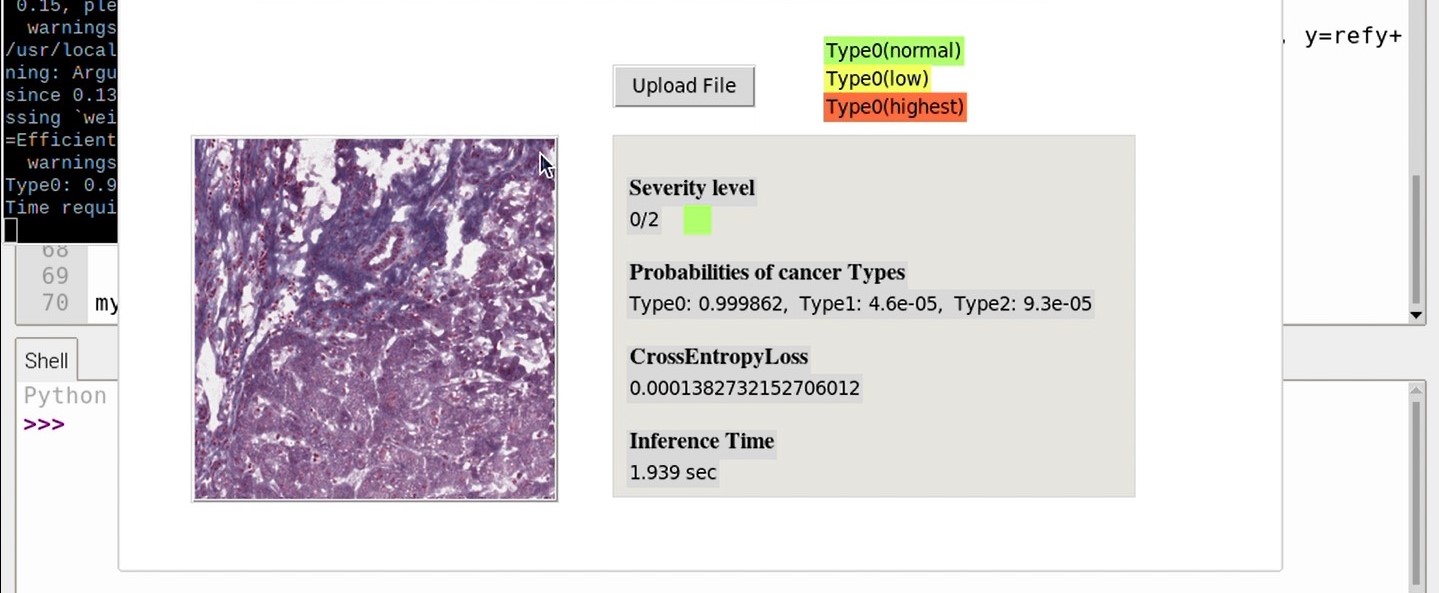 0.15, ple
warnings
/usr/local
ning: Argu
since 0.13
ssing `wei
=Efficient
warnings
Type0: 0.9
Time requi
68
69
70 my
, y=refy+
Upload File
Type0(normal)
Type0(low)
Type0(highest)
Severity level
0/2
Probabilities of cancer Types
Type0: 0.999862, Type1: 4.6e-05, Type2: 9.3e-05
CrossEntropyLoss
0.0001382732152706012
Inference Time
1.939 sec
Shell
Python
>>>